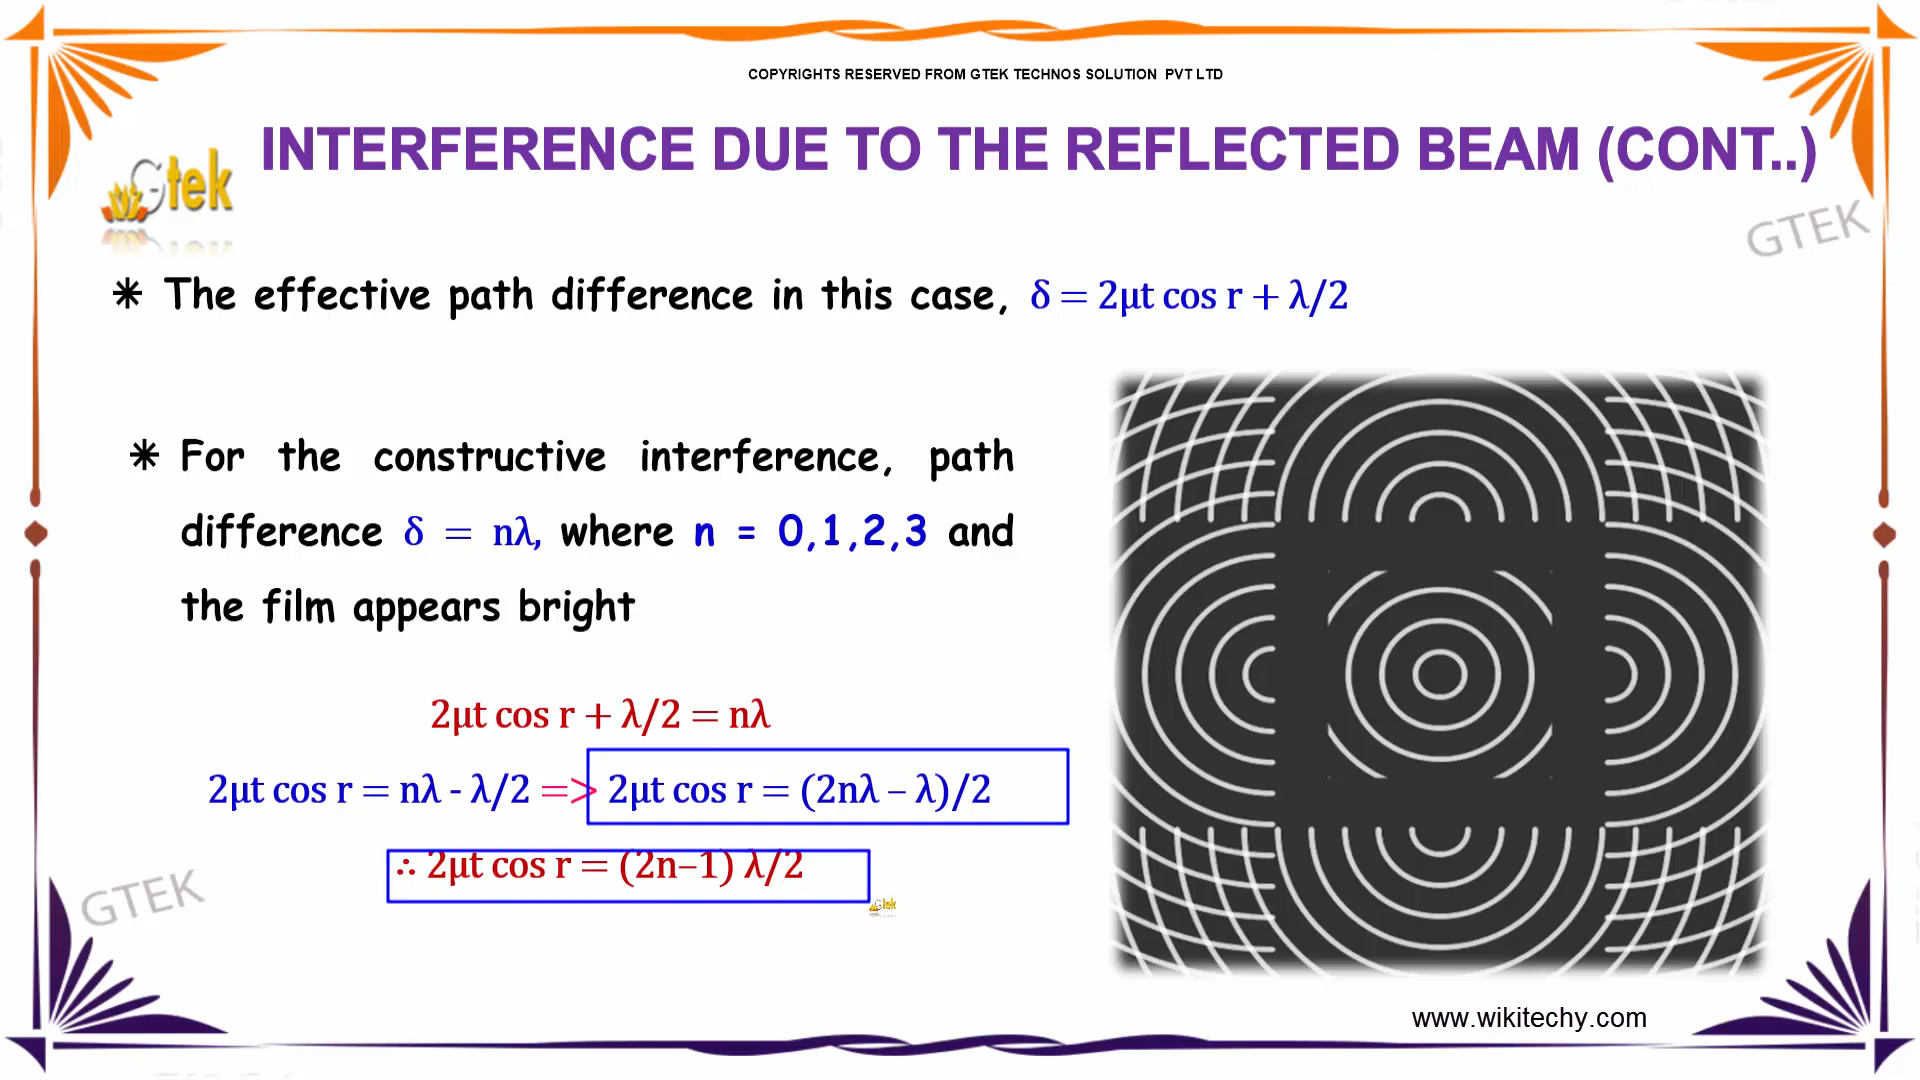 COPYRIGHTS RESERVED FROM GTEK TECHNOS SOLUTION PVT LTD
INTERFERENCE DUE TO THE REFLECTED BEAM (CONT..)
Gtek
GTEK
✳ The effective path difference in this case, δ = 2μt cos r + λ/2
✳ For the constructive interference, path
difference δ = nλ, where n = 0,1,2,3 and
the film appears bright
2μt cos r + λ/2 = nλ
2μt cos r = nλ - λ/2 => 2μt cos r = (2nλ – λ)/2
∴ 2μt cos r = (2n–1) λ/2
Gtek
GTEK
www.wikitechy.com